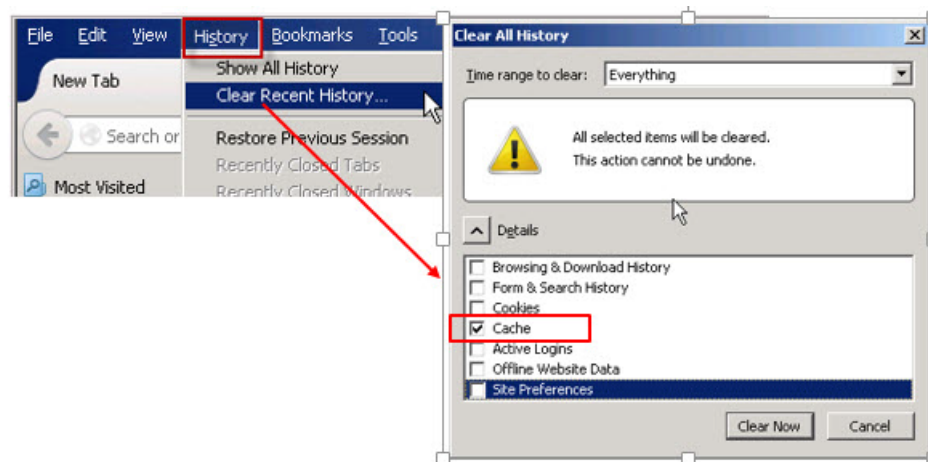 File Edit View History Bookmarks Tools
New Tab
Show All History
Clear Recent History...
Search or
Restore Previous Session
Recently Closed Tabs
Most Visited
Recently Closed Windows
Clear All History
Time range to clear: Everything
All selected items will be cleared.
This action cannot be undone.
Details
Browsing & Download History
Form & Search History
Cookies
Cache
Active Logins
Offline Website Data
Site Preferences
Clear Now Cancel